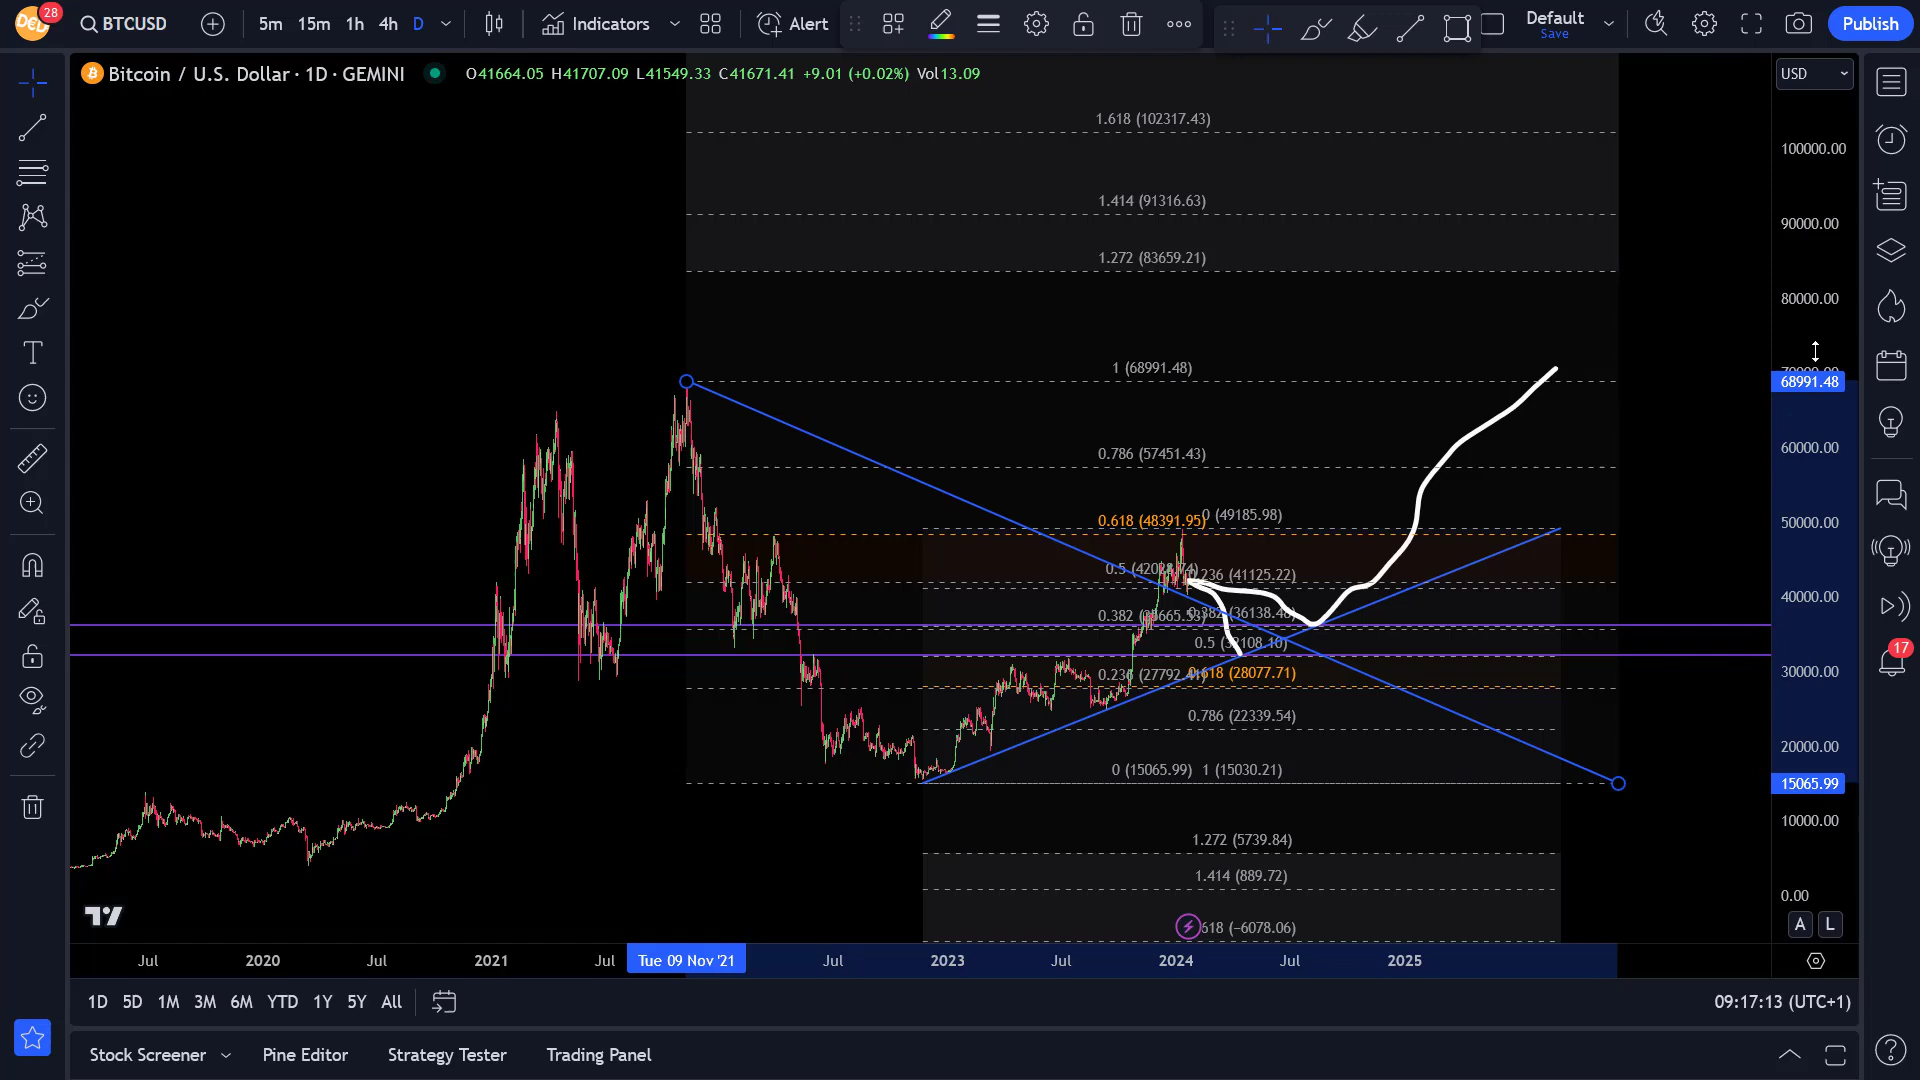 28
BTCUSD
5m 15m 1h 4h D
Indicators
Alert
Default
Save
Publish
Bitcoin / U.S. Dollar · 1D · GEMINI
O41664.05 H41707.09 L41549.33 C41671.41 +9.01 (+0.02%) Vol13.09
USD
1.618 (102317.43)
100000.00
1.414 (91316.63)
90000.00
1.272 (83659.21)
80000.00
1 (68991.48)
68991.48
0.786 (57451.43)
60000.00
0.618 (48391.95)
0 (49185.98)
50000.00
0.236 (41125.22)
40000.00
0.5
0.382
0.5
17
0.236
0.618 (28077.71)
30000.00
0.786 (22339.54)
20000.00
0 (15065.99) 1 (15030.21)
15065.99
10000.00
1.272 (5739.84)
1.414 (889.72)
0.00
618 (−6078.06)
A L
Jul 2020 Jul 2021 Jul Tue 09 Nov '21 Jul 2023 Jul 2024 Jul 2025
1D 5D 1M 3M 6M YTD 1Y 5Y All
09:17:13 (UTC+1)
Stock Screener Pine Editor Strategy Tester Trading Panel